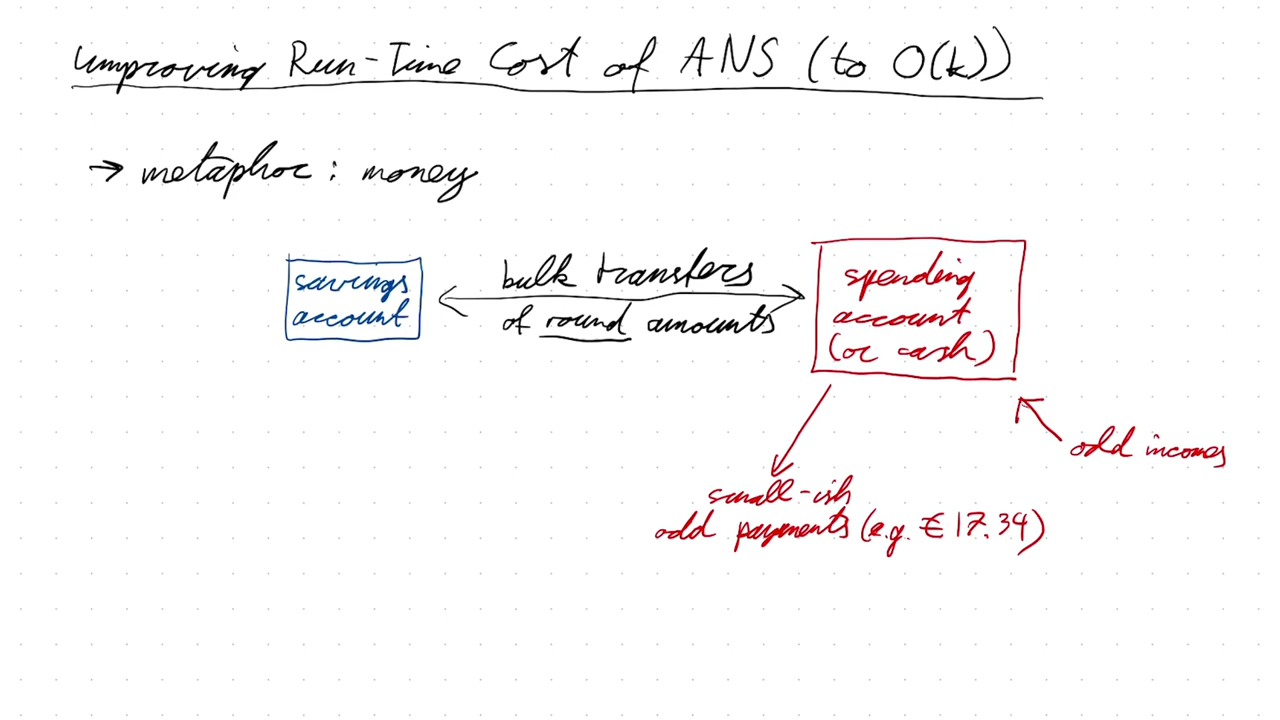 Improving Run-Time Cost of ANS (to O(k))
→ metaphor: money
savings
account
bulk transfers
of round amounts
spending
account
(or cash)
odd incomes
small-ish
odd payments (e.g. € 17.34)